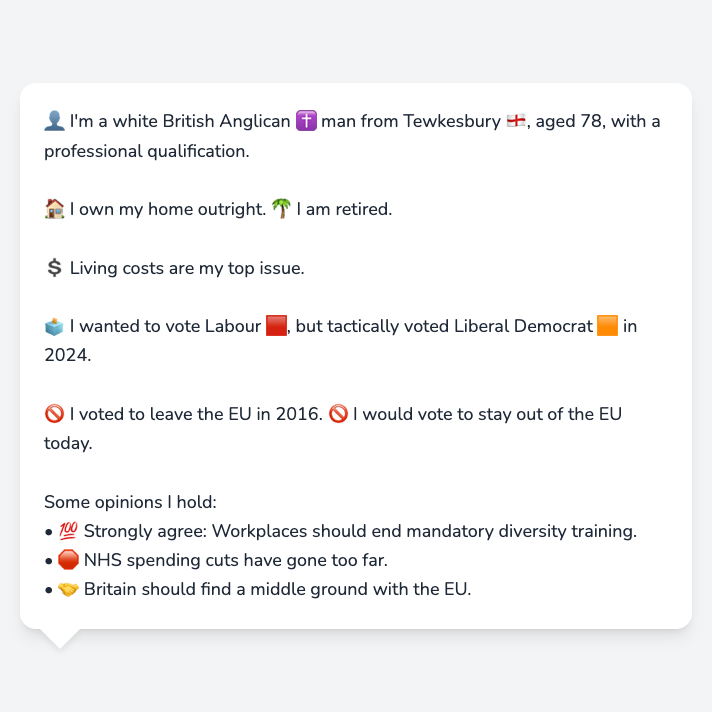 👤 I'm a white British Anglican ✝️ man from Tewkesbury 🏴󠁧󠁢󠁥󠁮󠁧󠁿, aged 78, with a
professional qualification.
🏠 I own my home outright. 🌴 I am retired.
💲 Living costs are my top issue.
🗳️ I wanted to vote Labour 🟥, but tactically voted Liberal Democrat 🟧 in
2024.
🚫 I voted to leave the EU in 2016. 🚫 I would vote to stay out of the EU
today.
Some opinions I hold:
• 💯 Strongly agree: Workplaces should end mandatory diversity training.
• 🛑 NHS spending cuts have gone too far.
• 🤝 Britain should find a middle ground with the EU.